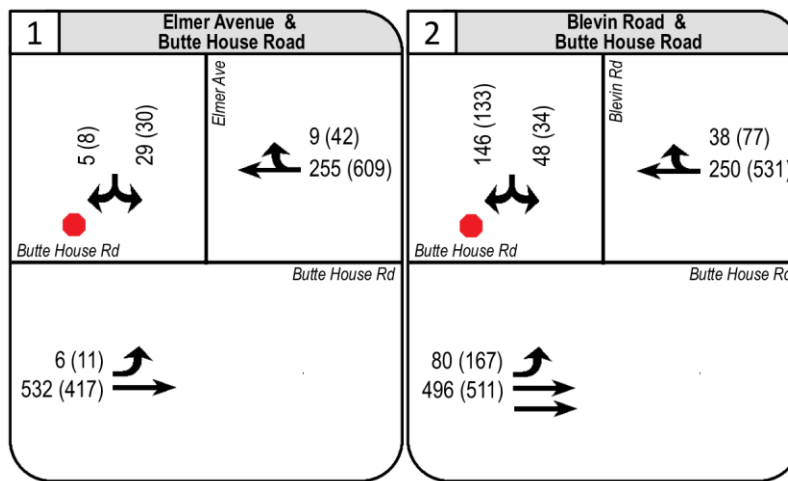 1
Elmer Avenue &
Butte House Road
5 (8)
29 (30)
Elmer Ave
9 (42)
255 (609)
Butte House Rd
Butte House Rd
6 (11)
532 (417)
2
Blevin Road &
Butte House Road
146 (133)
48 (34)
Blevin Rd
38 (77)
250 (531)
Butte House Rd
Butte House Rd
80 (167)
496 (511)